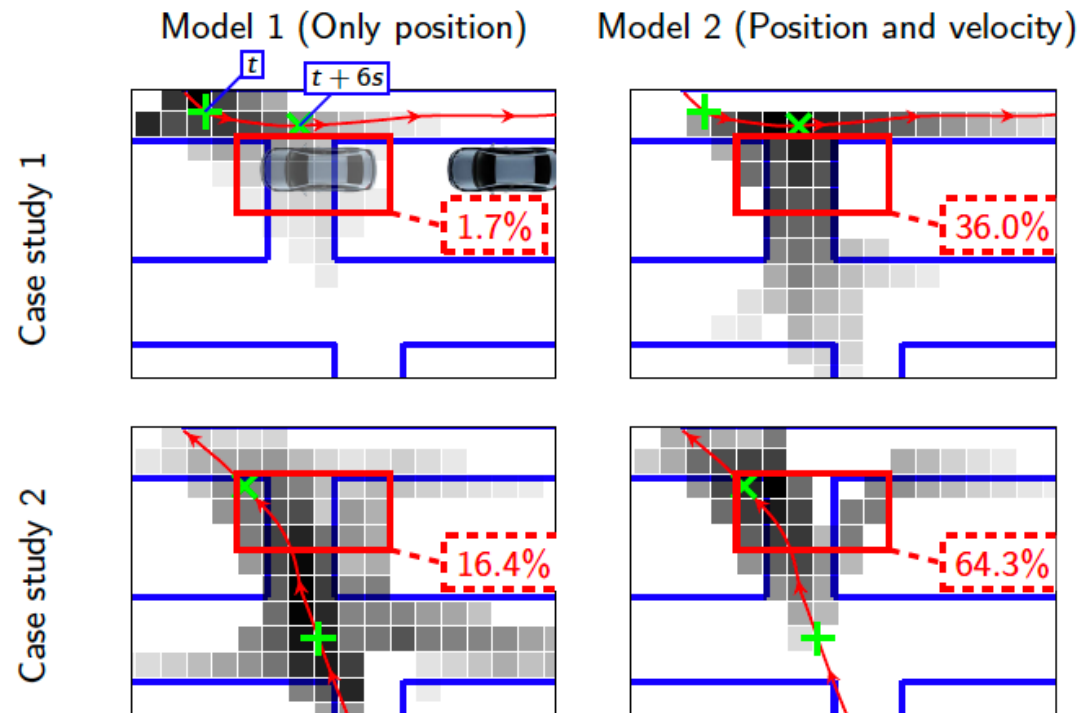 Model 1 (Only position)
Model 2 (Position and velocity)
t
t + 6s
Case study 1
1.7%
36.0%
Case study 2
16.4%
64.3%